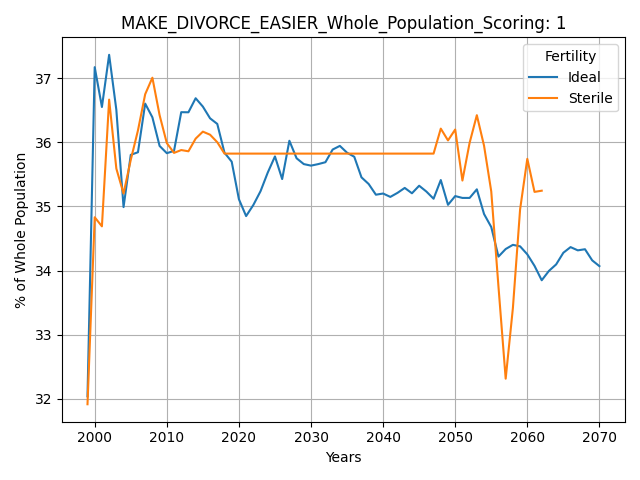 MAKE_DIVORCE_EASIER_Whole_Population_Scoring: 1
Fertility
Ideal
Sterile
% of Whole Population
37
36
35
34
33
32
2000 2010 2020 2030 2040 2050 2060 2070
Years